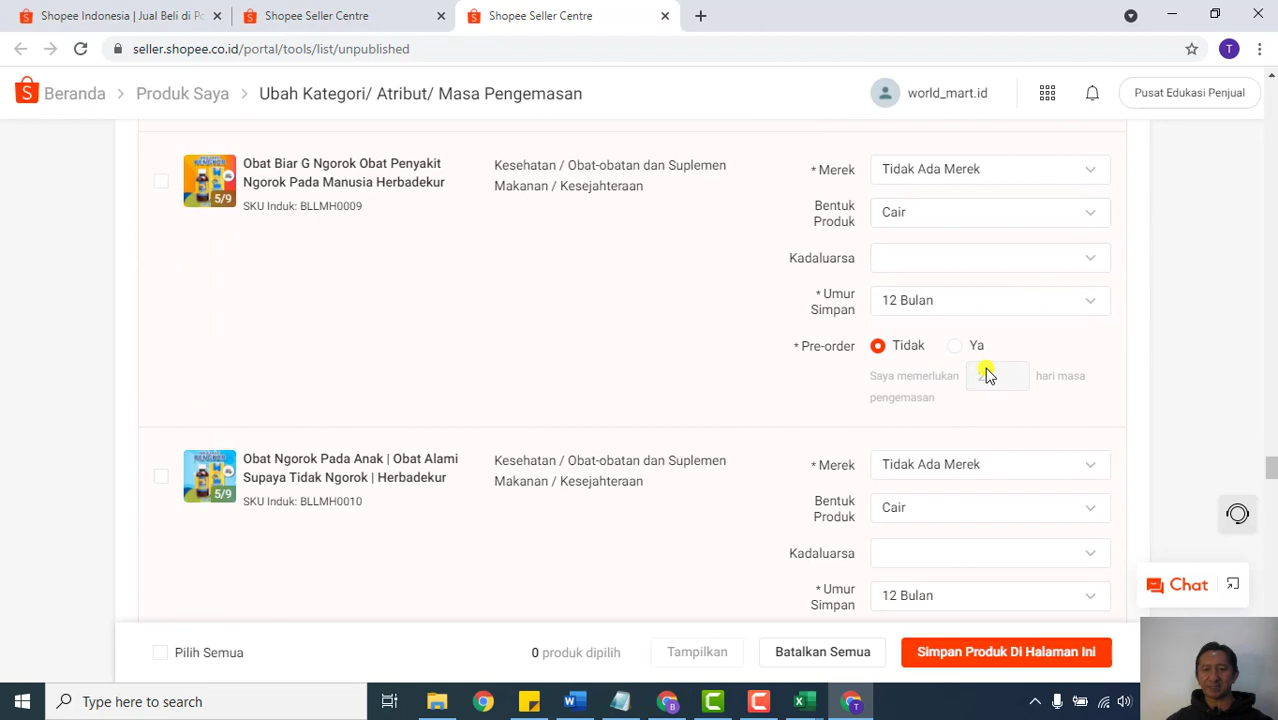 Shopee Indonesia | Jual Beli di Po
Shopee Seller Centre
Shopee Seller Centre
T
seller.shopee.co.id/portal/tools/list/unpublished
T
Beranda > Produk Saya > Ubah Kategori/ Atribut/ Masa Pengemasan
world_mart.id
Pusat Edukasi Penjual
5/9
Obat Biar G Ngorok Obat Penyakit
Ngorok Pada Manusia Herbadekur
SKU Induk: BLLMH0009
Kesehatan / Obat-obatan dan Suplemen
Makanan / Kesejahteraan
* Merek
Tidak Ada Merek
Bentuk
Produk
Cair
Kadaluarsa
* Umur
Simpan
12 Bulan
* Pre-order
Tidak
Ya
Saya memerlukan
hari masa
pengemasan
5/9
Obat Ngorok Pada Anak | Obat Alami
Supaya Tidak Ngorok | Herbadekur
SKU Induk: BLLMH0010
Kesehatan / Obat-obatan dan Suplemen
Makanan / Kesejahteraan
* Merek
Tidak Ada Merek
Bentuk
Produk
Cair
Kadaluarsa
* Umur
Simpan
12 Bulan
Chat
Pilih Semua
0 produk dipilih
Tampilkan
Batalkan Semua
Simpan Produk Di Halaman Ini
Type here to search